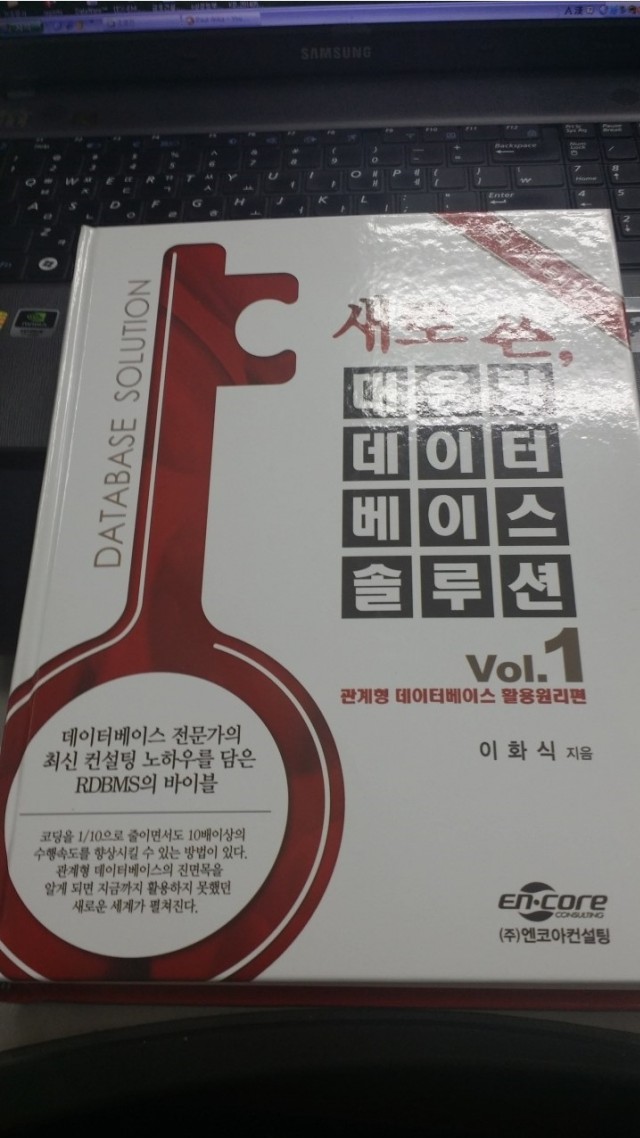 SAMSUNG
Backspace
Enter
Q W E R T Y U I O P
A S D F G H J K L
DATABASE SOLUTION
새로 쓴,
대용량
데이터
베이스
솔루션
Vol.1
관계형 데이터베이스 활용원리편
이 화 식 지음
데이터베이스 전문가의
최신 컨설팅 노하우를 담은
RDBMS의 바이블
코딩을 1/10으로 줄이면서도 10배이상의
수행속도를 향상시킬 수 있는 방법이 있다.
관계형 데이터베이스의 진면목을
알게 되면 지금까지 활용하지 못했던
새로운 세계가 펼쳐진다.
EN·CORE
CONSULTING
(주)엔코아컨설팅